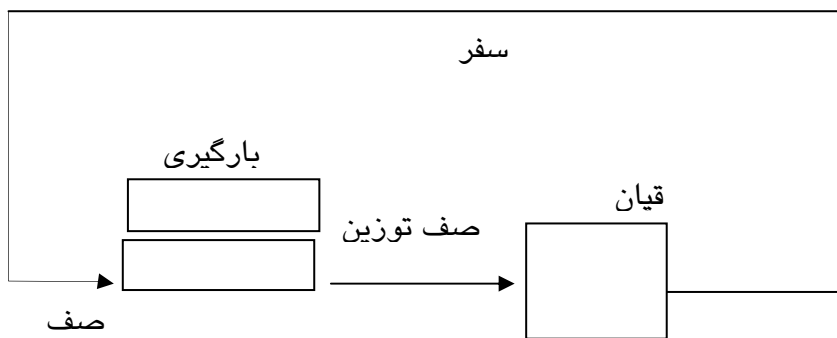 سفر
بارگیری
قپان
صف توزین
صف